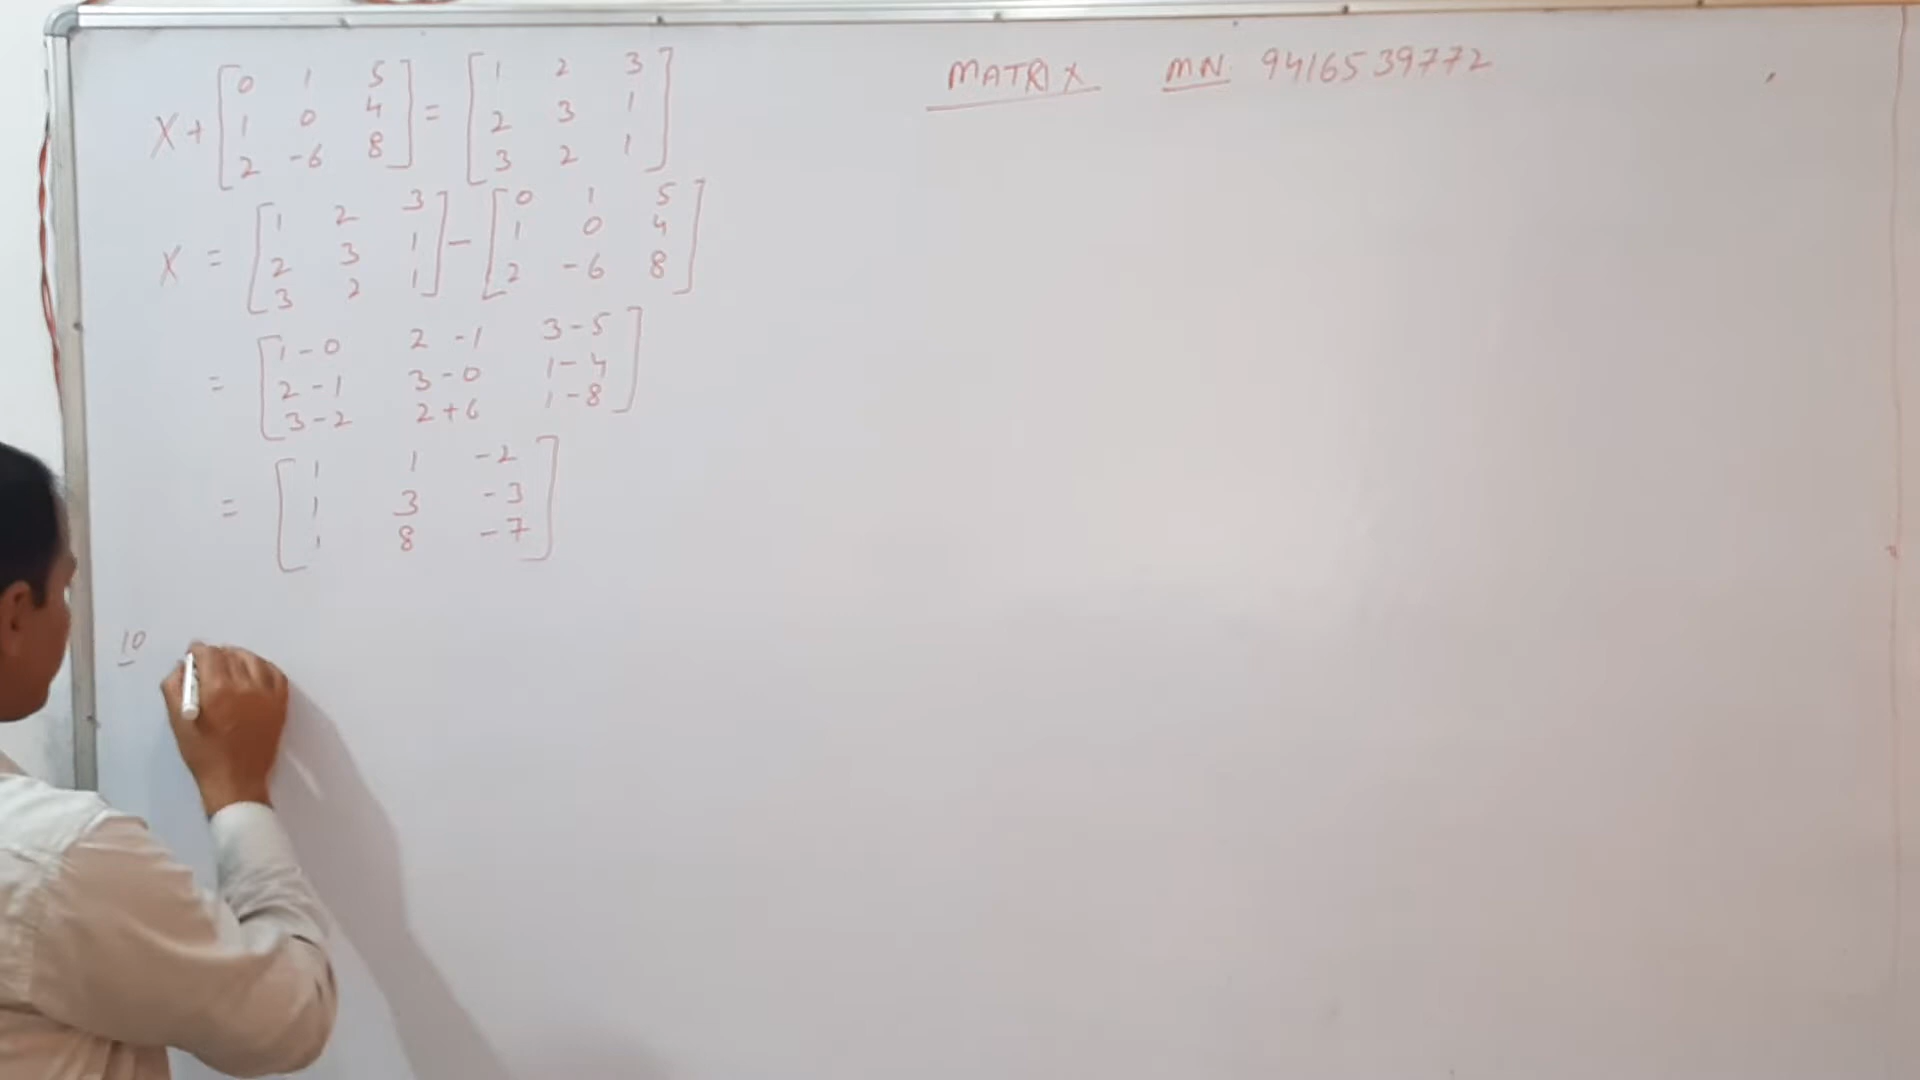 MATRIX MN 9416539772
X + [0 1 5
1 0 4
2 -6 8] = [1 2 3
2 3 1
3 2 1]
X = [1 2 3
2 3 1
3 2 1] - [0 1 5
1 0 4
2 -6 8]
= [1-0 2-1 3-5
2-1 3-0 1-4
3-2 2+6 1-8]
= [1 1 -2
1 3 -3
1 8 -7]
10